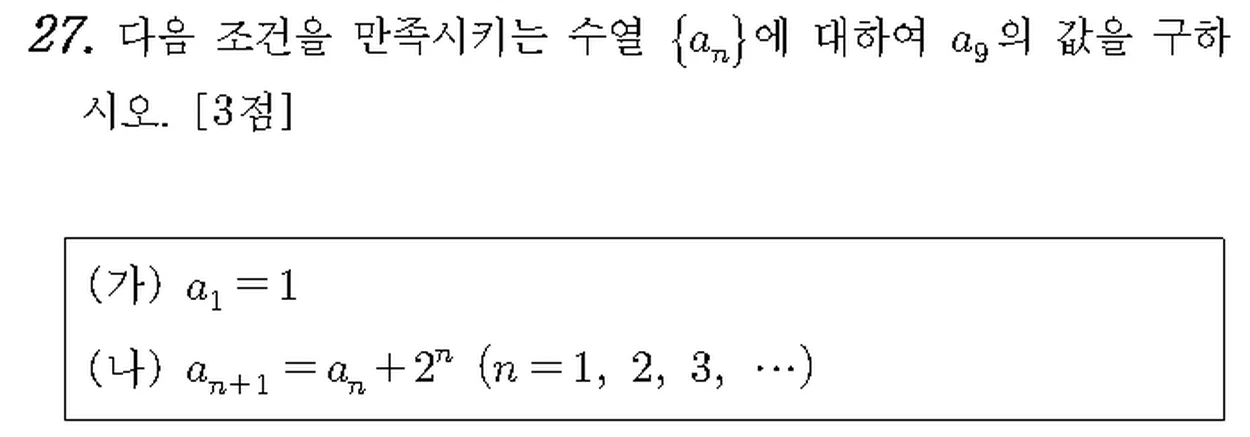 27. 다음 조건을 만족시키는 수열 {aₙ}에 대하여 a₉의 값을 구하
시오. [3점]
(가) a₁ = 1
(나) aₙ₊₁ = aₙ + 2ⁿ (n = 1, 2, 3, ⋯)